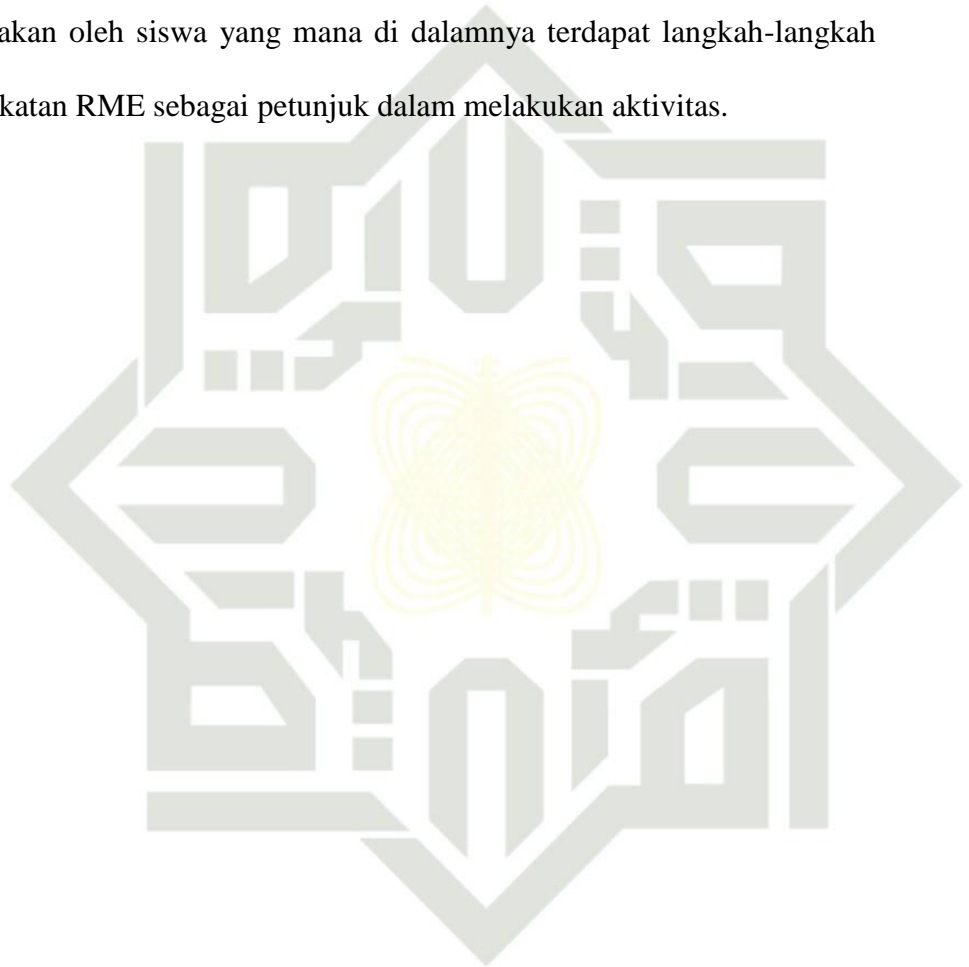 akan oleh siswa yang mana di dalamnya terdapat langkah-langkah
katan RME sebagai petunjuk dalam melakukan aktivitas.